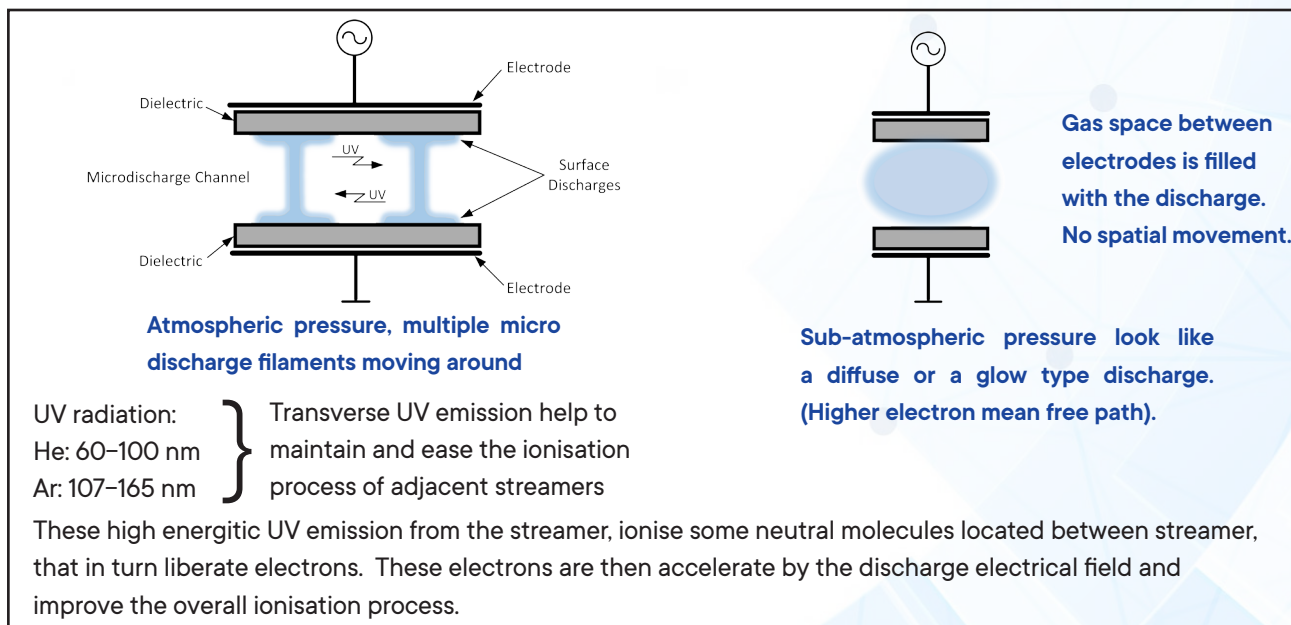 Electrode
Dielectric
UV
Microdischarge Channel
UV
Surface
Discharges
Dielectric
Electrode
Atmospheric pressure, multiple micro
discharge filaments moving around
Gas space between
electrodes is filled
with the discharge.
No spatial movement.
Sub-atmospheric pressure look like
a diffuse or a glow type discharge.
(Higher electron mean free path).
UV radiation:
He: 60–100 nm
Ar: 107–165 nm
Transverse UV emission help to
maintain and ease the ionisation
process of adjacent streamers
These high energitic UV emission from the streamer, ionise some neutral molecules located between streamer,
that in turn liberate electrons. These electrons are then accelerate by the discharge electrical field and
improve the overall ionisation process.